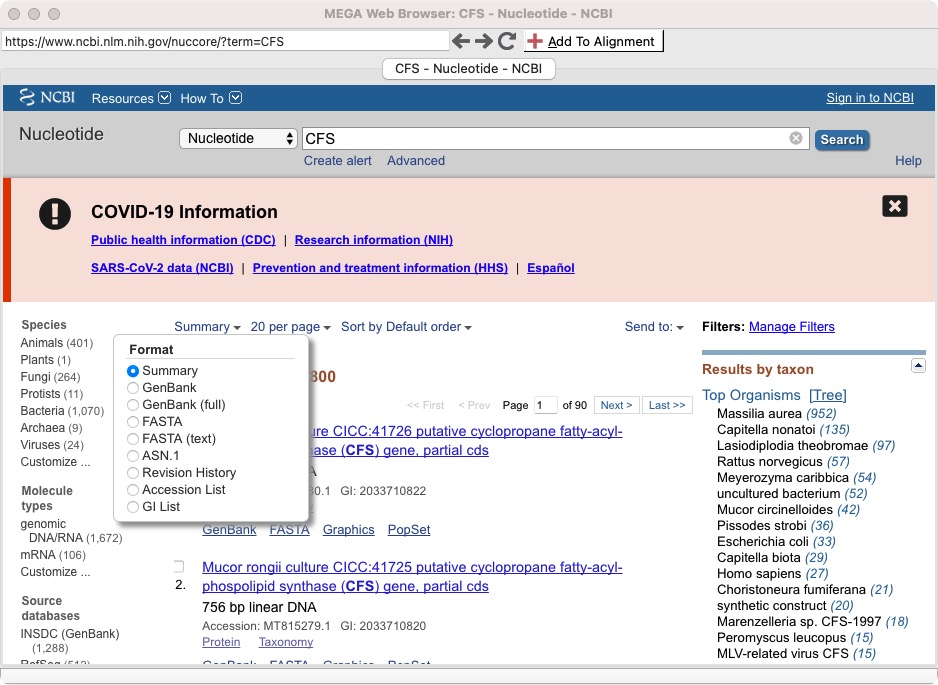 MEGA Web Browser: CFS - Nucleotide - NCBI
https://www.ncbi.nlm.nih.gov/nuccore/?term=CFS
Add To Alignment
CFS - Nucleotide - NCBI
NCBI Resources How To Sign in to NCBI
Nucleotide Nucleotide CFS Search
Create alert Advanced Help
COVID-19 Information
Public health information (CDC) | Research information (NIH)
SARS-CoV-2 data (NCBI) | Prevention and treatment information (HHS) | Español
Species
Animals (401)
Plants (1)
Fungi (264)
Protists (11)
Bacteria (1,070)
Archaea (9)
Viruses (24)
Customize ...
Molecule
types
genomic
DNA/RNA (1,672)
mRNA (106)
Customize ...
Source
databases
INSDC (GenBank)
(1,288)
RefSeq (512)
Summary 20 per page Sort by Default order Send to:
Format
Summary
GenBank
GenBank (full)
FASTA
FASTA (text)
ASN.1
Revision History
Accession List
GI List
800
<< First < Prev Page 1 of 90 Next > Last >>
ure CICC:41726 putative cyclopropane fatty-acyl-
ase (CFS) gene, partial cds
A
80.1 GI: 2033710822
GenBank FASTA Graphics PopSet
2.
Mucor rongii culture CICC:41725 putative cyclopropane fatty-acyl-
phospolipid synthase (CFS) gene, partial cds
756 bp linear DNA
Accession: MT815279.1 GI: 2033710820
Protein Taxonomy
GenBank FASTA Graphics PopSet
Filters: Manage Filters
Results by taxon
Top Organisms [Tree]
Massilia aurea (952)
Capitella nonatoi (135)
Lasiodiplodia theobromae (97)
Rattus norvegicus (57)
Meyerozyma caribbica (54)
uncultured bacterium (52)
Mucor circinelloides (42)
Pissodes strobi (36)
Escherichia coli (33)
Capitella biota (29)
Homo sapiens (27)
Choristoneura fumiferana (21)
synthetic construct (20)
Marenzelleria sp. CFS-1997 (18)
Peromyscus leucopus (15)
MLV-related virus CFS (15)